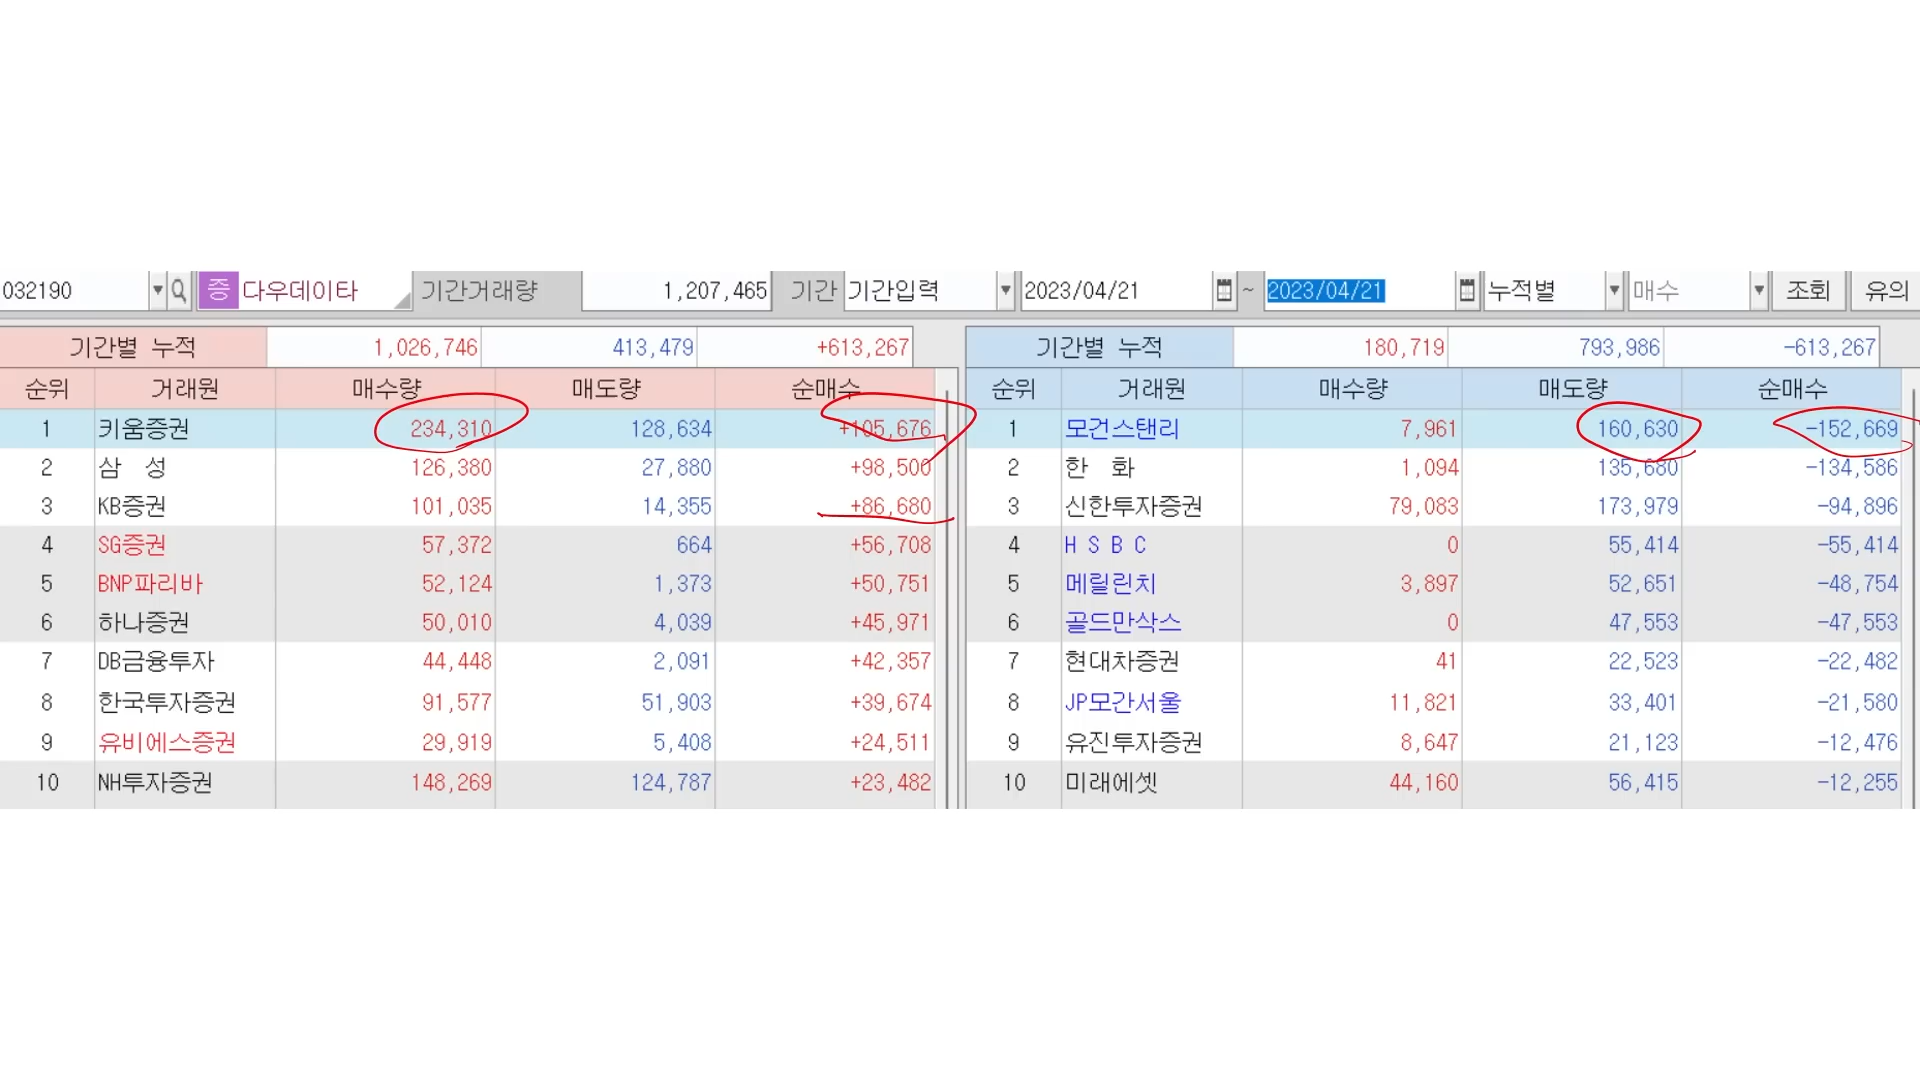 032190 증 다우데이타 기간거래량 1,207,465 기간 기간입력 2023/04/21 ~ 2023/04/21 누적별 매수 조회 유의
기간별 누적 1,026,746 413,479 +613,267
순위 거래원 매수량 매도량 순매수
1 키움증권 234,310 128,634 +105,676
2 삼 성 126,380 27,880 +98,500
3 KB증권 101,035 14,355 +86,680
4 SG증권 57,372 664 +56,708
5 BNP파리바 52,124 1,373 +50,751
6 하나증권 50,010 4,039 +45,971
7 DB금융투자 44,448 2,091 +42,357
8 한국투자증권 91,577 51,903 +39,674
9 유비에스증권 29,919 5,408 +24,511
10 NH투자증권 148,269 124,787 +23,482
기간별 누적 180,719 793,986 -613,267
순위 거래원 매수량 매도량 순매수
1 모건스탠리 7,961 160,630 -152,669
2 한 화 1,094 135,680 -134,586
3 신한투자증권 79,083 173,979 -94,896
4 H S B C 0 55,414 -55,414
5 메릴린치 3,897 52,651 -48,754
6 골드만삭스 0 47,553 -47,553
7 현대차증권 41 22,523 -22,482
8 JP모간서울 11,821 33,401 -21,580
9 유진투자증권 8,647 21,123 -12,476
10 미래에셋 44,160 56,415 -12,255